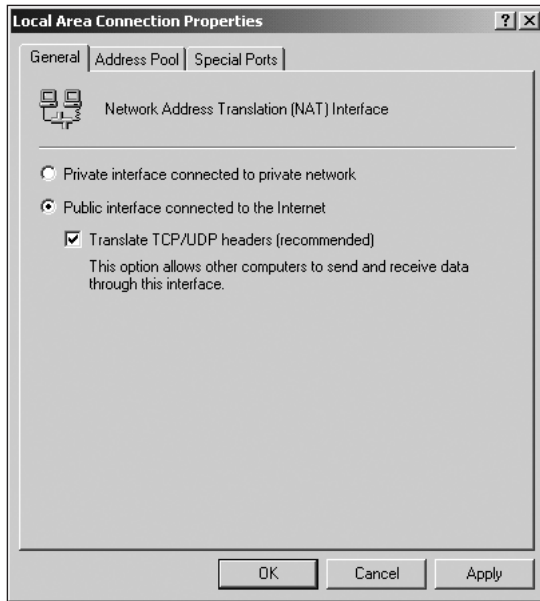 Local Area Connection Properties
General Address Pool Special Ports
Network Address Translation (NAT) Interface
Private interface connected to private network
Public interface connected to the Internet
Translate TCP/UDP headers (recommended)
This option allows other computers to send and receive data
through this interface.
OK Cancel Apply